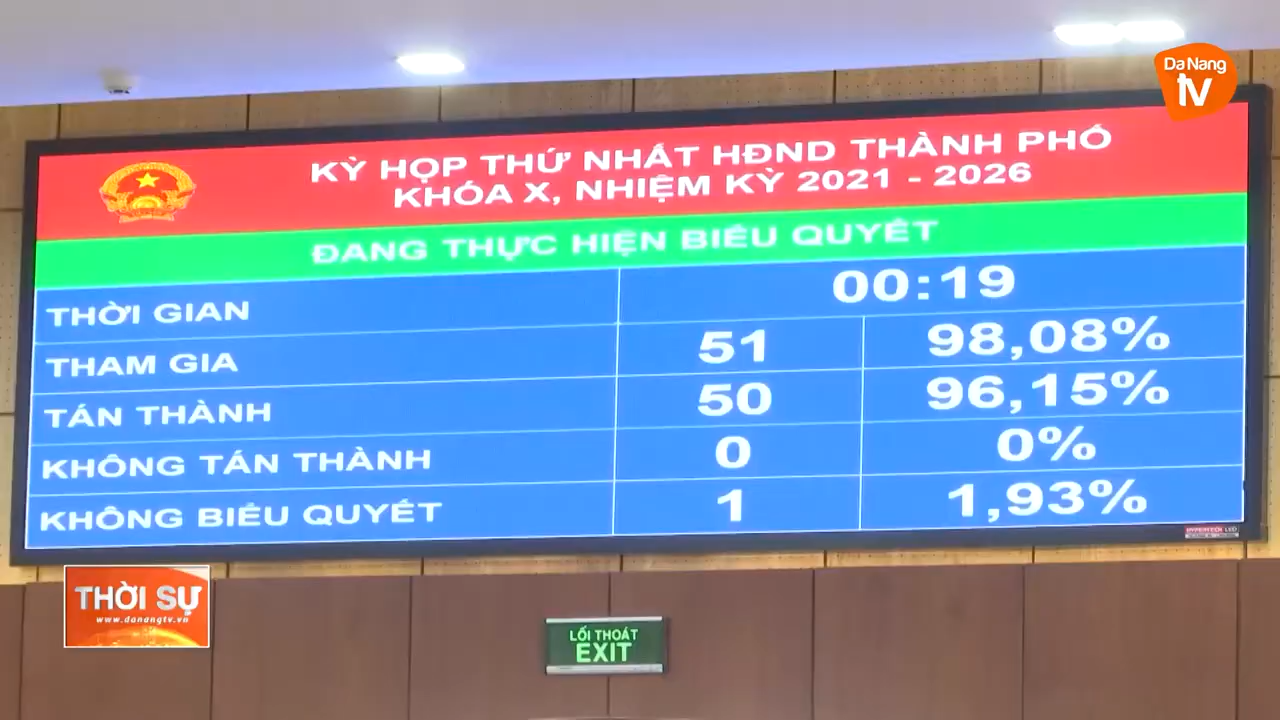 Da Nang
tv
KỲ HỌP THỨ NHẤT HĐND THÀNH PHỐ
KHÓA X, NHIỆM KỲ 2021 - 2026
ĐANG THỰC HIỆN BIỂU QUYẾT
THỜI GIAN 00:19
THAM GIA 51 98,08%
TÁN THÀNH 50 96,15%
KHÔNG TÁN THÀNH 0 0%
KHÔNG BIỂU QUYẾT 1 1,93%
THỜI SỰ
www.danangtv.vn
LỐI THOÁT
EXIT